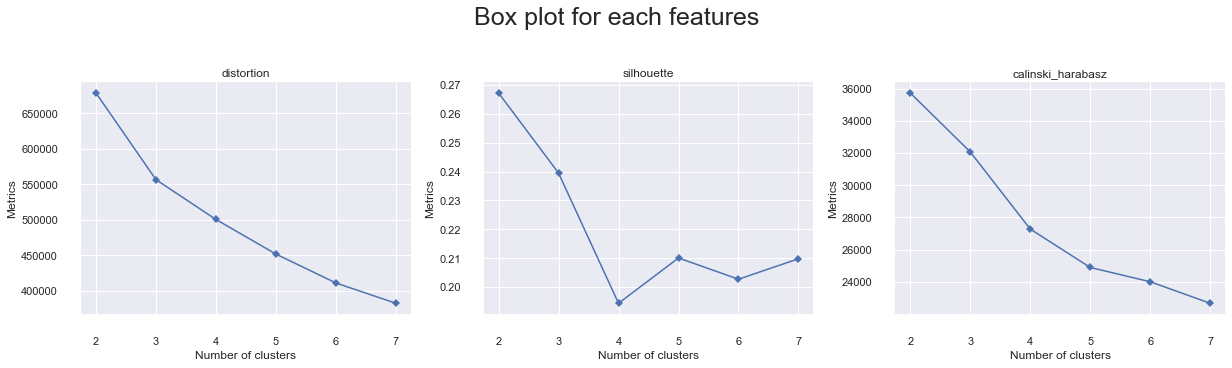 Box plot for each features
distortion
650000
600000
550000
500000
450000
400000
Metrics
2 3 4 5 6 7
Number of clusters
silhouette
0.27
0.26
0.25
0.24
0.23
0.22
0.21
0.20
Metrics
2 3 4 5 6 7
Number of clusters
calinski_harabasz
36000
34000
32000
30000
28000
26000
24000
Metrics
2 3 4 5 6 7
Number of clusters